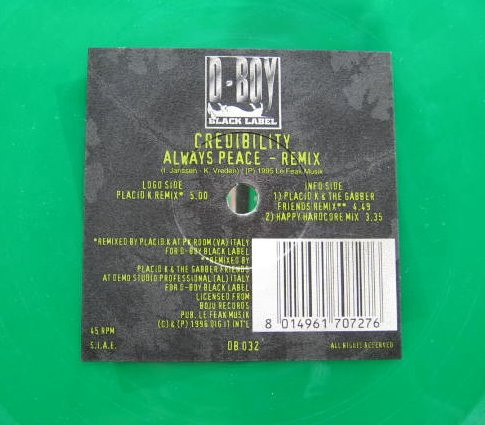 D-BOY
BLACK LABEL
CREDIBILITY
ALWAYS PEACE - REMIX
(I. Janssen - K. Vreden) (P) 1995 Le Feak Musik
LOGO SIDE
PLACID K REMIX* 5.00
INFO SIDE
1) PLACID K & THE GABBER
FRIENDS REMIX** 4.49
2) HAPPY HARDCORE MIX 3.35
*REMIXED BY PLACID K AT PK ROOM (VA) ITALY
FOR D-BOY BLACK LABEL
**REMIXED BY
PLACID K & THE GABBER FRIENDS
AT DEMO STUDIO PROFESSIONAL (AL) ITALY
FOR D-BOY BLACK LABEL
LICENSED FROM
BOJU RECORDS
PUB. LE FEAK MUSIK
(C) & (P) 1996 DIG IT INT'L
8 014961 707276
45 RPM
S.I.A.E.
DB 032
ALL RIGHTS RESERVED